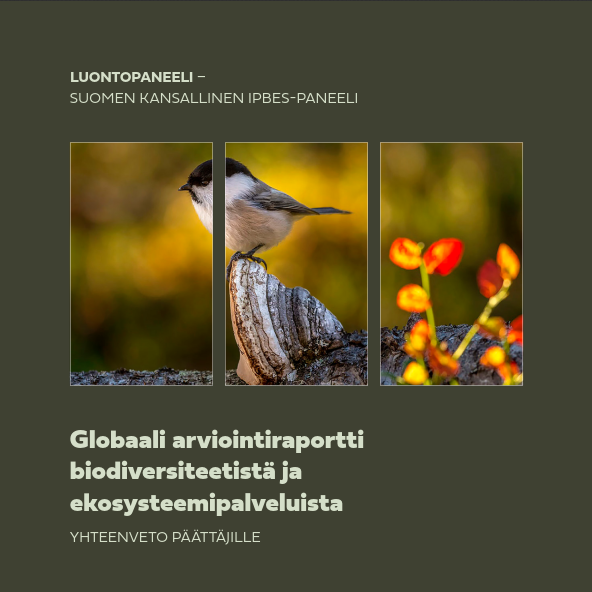 LUONTOPANEELI –
SUOMEN KANSALLINEN IPBES-PANEELI
Globaali arviointiraportti
biodiversiteetistä ja
ekosysteemipalveluista
YHTEENVETO PÄÄTTÄJILLE